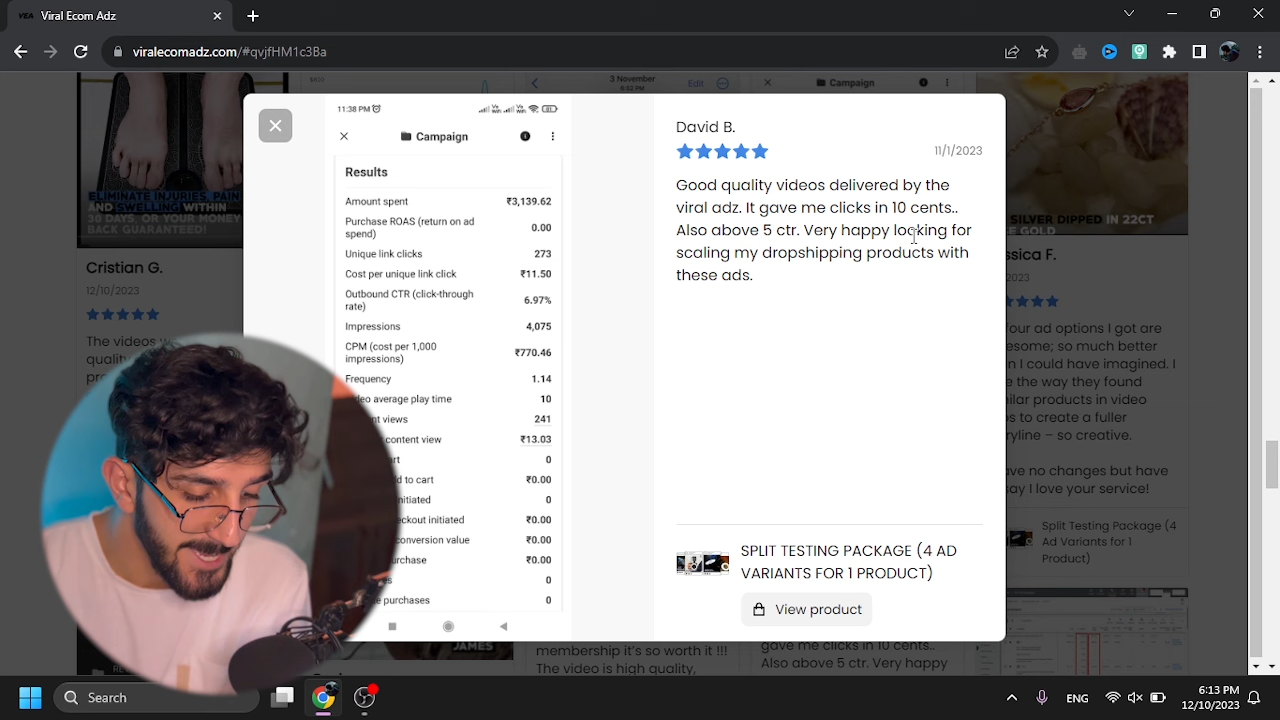 VEA Viral Ecom Adz
viralecomadz.com/#qvjfHM1c3Ba
$400
3 November
6:52 PM
Edit
Campaign
ELIMINATE INJURIES, PAIN
AND SWELLING WITHIN
30 DAYS, OR YOUR MONEY
BACK GUARANTEED!
Cristian G.
12/10/2023
The videos
11:38 PM
Campaign
Results
Amount spent ₹3,139.62
Purchase ROAS (return on ad
spend) 0.00
Unique link clicks 273
Cost per unique link click ₹11.50
Outbound CTR (click-through
rate) 6.97%
Impressions 4,075
CPM (cost per 1,000
impressions) ₹770.46
Frequency 1.14
average play time 10
views 241
content view ₹13.03
0
to cart ₹0.00
initiated 0
checkout initiated ₹0.00
conversion value ₹0.00
₹0.00
0
purchases 0
David B.
11/1/2023
Good quality videos delivered by the
viral adz. It gave me clicks in 10 cents..
Also above 5 ctr. Very happy looking for
scaling my dropshipping products with
these ads.
SPLIT TESTING PACKAGE (4 AD
VARIANTS FOR 1 PRODUCT)
View product
SILVER DIPPED IN 22CT
GOLD
F.
12/10/2023
our ad options I got are
so much better
I could have imagined. I
the way they found
similar products in video
to create a fuller
– so creative.
have no changes but have
say I love your service!
Split Testing Package (4
Ad Variants for 1
Product)
JAMES
membership it's so worth it !!!
The video is high quality,
gave me clicks in 10 cents..
Also above 5 ctr. Very happy
Search
ENG
6:13 PM
12/10/2023